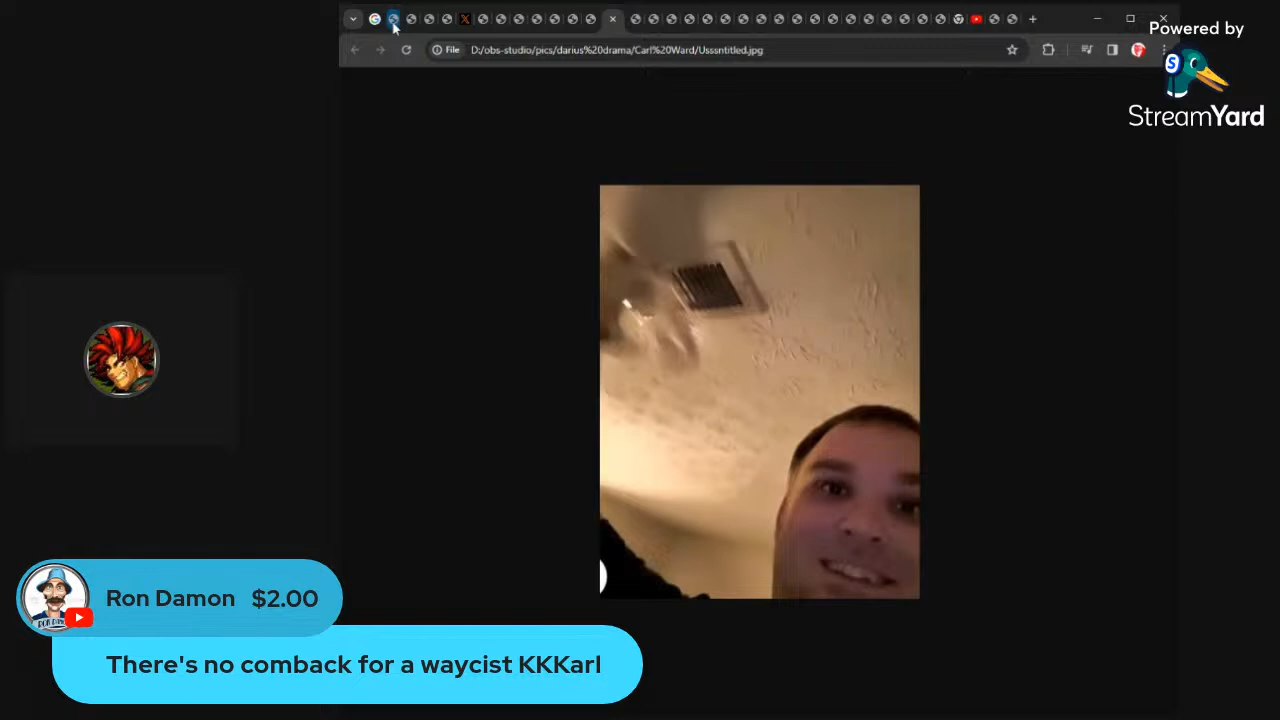 Powered by
StreamYard
File
D:/obs-studio/pics/darius%20drama/Carl%20Ward/Usssntitled.jpg
Ron Damon $2.00
There's no comback for a waycist KKKarl